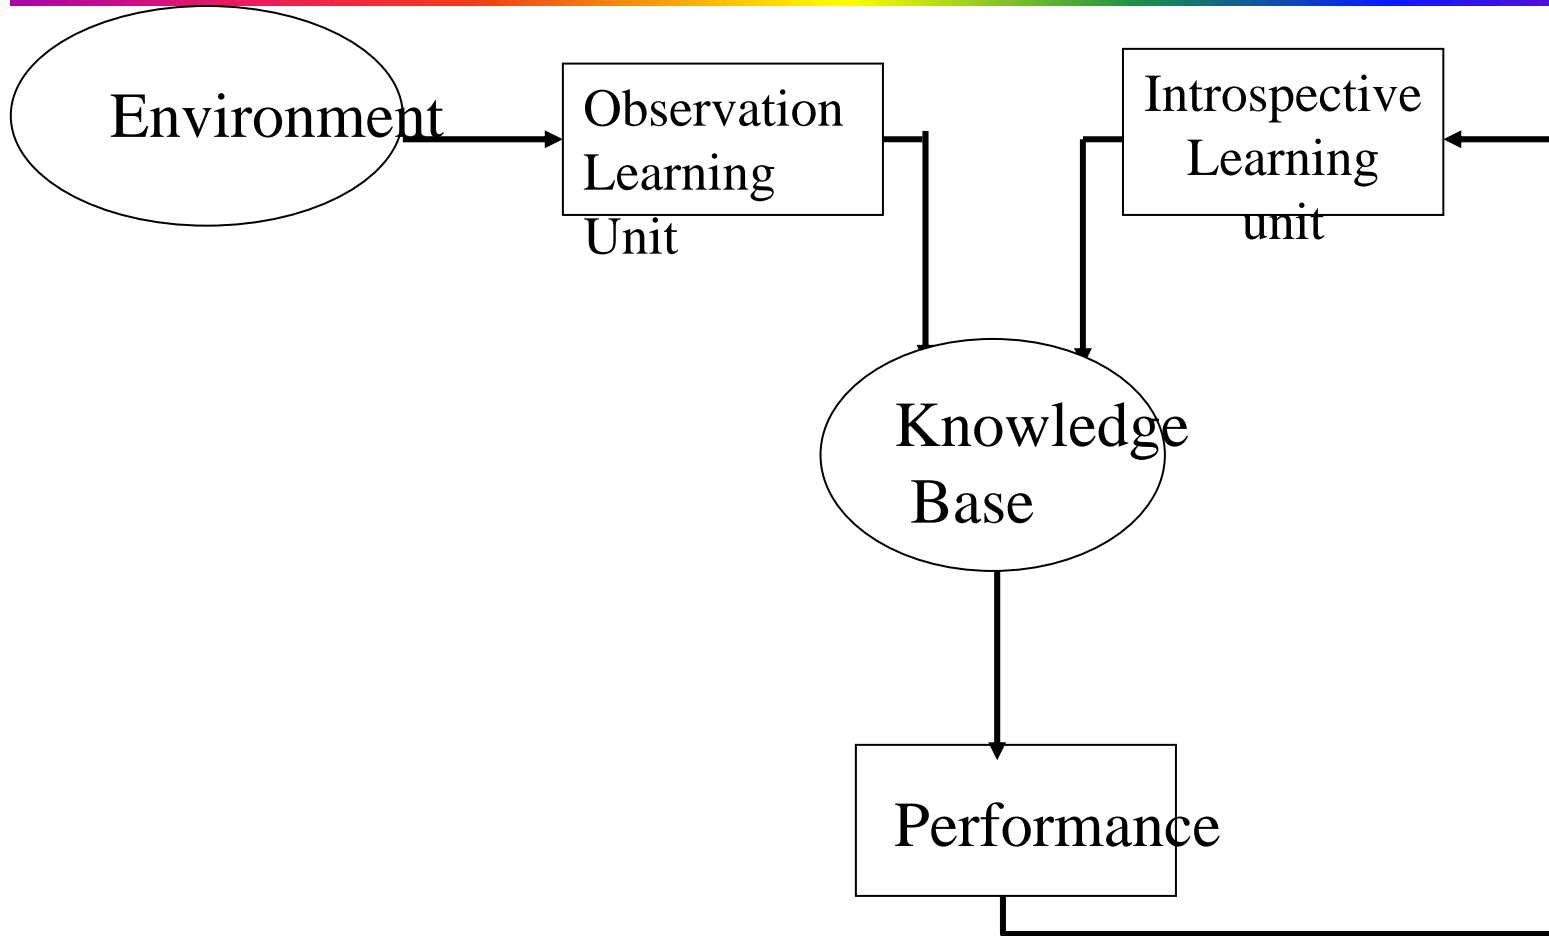 Environment
Observation
Learning
Unit
Introspective
Learning
unit
Knowledge
Base
Performance